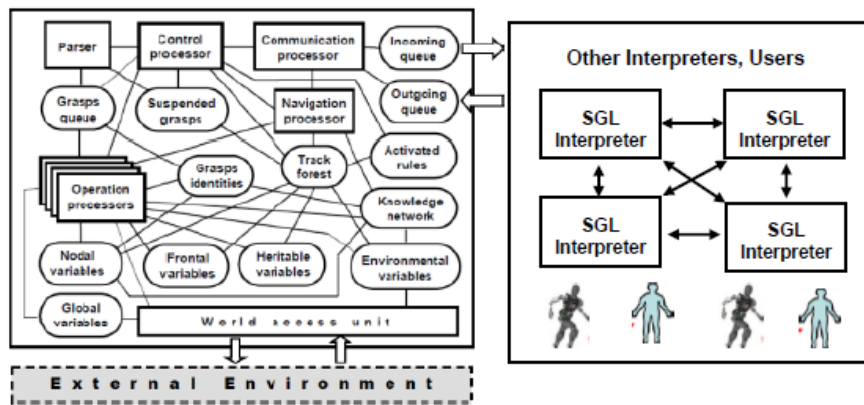 Parser
Control
processor
Communication
processor
Incoming
queue
Grasps
queue
Suspended
grasps
Navigation
processor
Outgoing
queue
Operation
processors
Grasps
identities
Track
forest
Activated
rules
Knowledge
network
Nodal
variables
Frontal
variables
Heritable
variables
Environmental
variables
Global
variables
World access unit
External Environment
Other Interpreters, Users
SGL
Interpreter
SGL
Interpreter
SGL
Interpreter
SGL
Interpreter